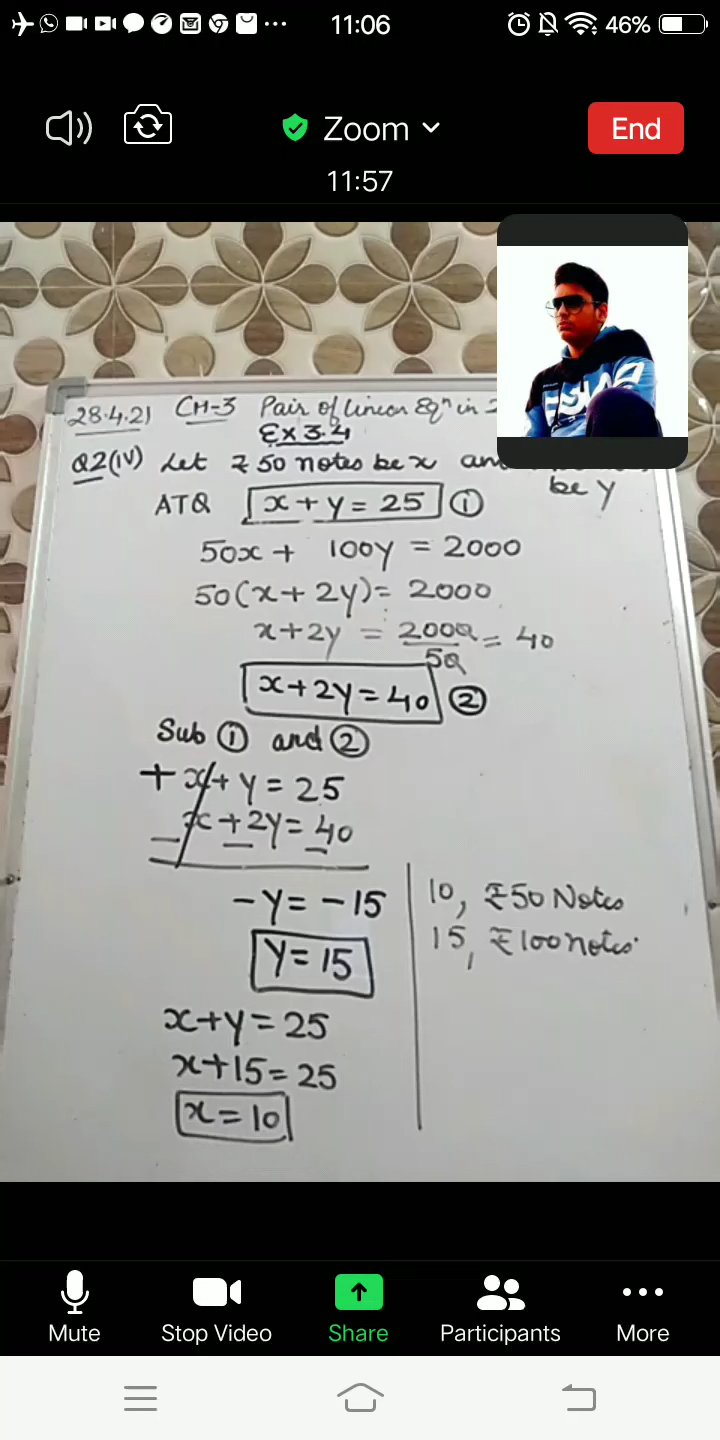 11:06
46%
Zoom
End
11:57
28.4.21 CH-3 Pair of linear Eqⁿ in 2
Ex 3.4
Q2(iv) Let ₹ 50 notes be x and
be y
ATQ x + y = 25 ①
50x + 100y = 2000
50(x + 2y) = 2000
x + 2y = 2000/50 = 40
x + 2y = 40 ②
Sub ① and ②
+ x + y = 25
_ x + 2y = 40
- y = - 15
y = 15
x + y = 25
x + 15 = 25
x = 10
10, ₹50 Notes
15, ₹100 notes
Mute Stop Video Share Participants More